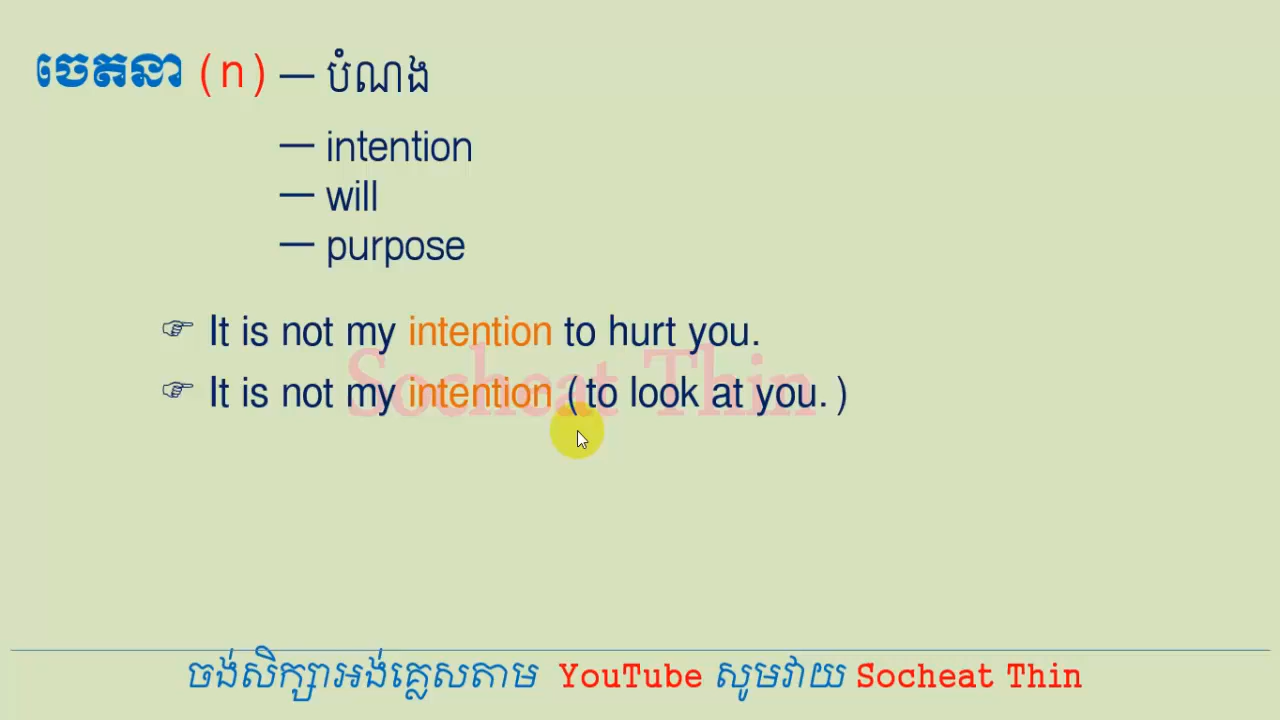 ចេតនា (n) — បំណង
— intention
— will
— purpose
☞ It is not my intention to hurt you.
☞ It is not my intention (to look at you.)
Socheat Thin
ចង់សិក្សាអង់គ្លេសតាម YouTube សូមវាយ Socheat Thin